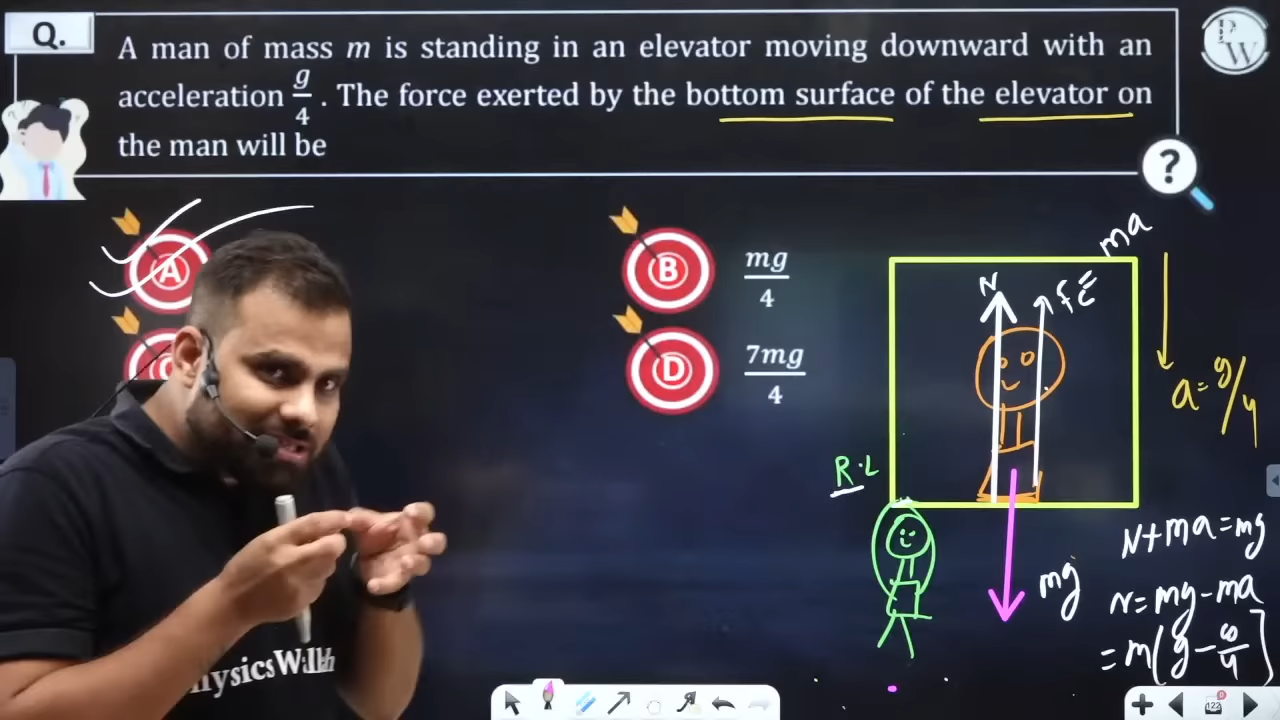 Q.
A man of mass m is standing in an elevator moving downward with an
acceleration g/4. The force exerted by the bottom surface of the elevator on
the man will be
PW
?
A
B mg/4
D 7mg/4
ma
N
a = g/4
R.L
mg
N+ma=mg
N=mg-ma
=m[g-g/4]
122